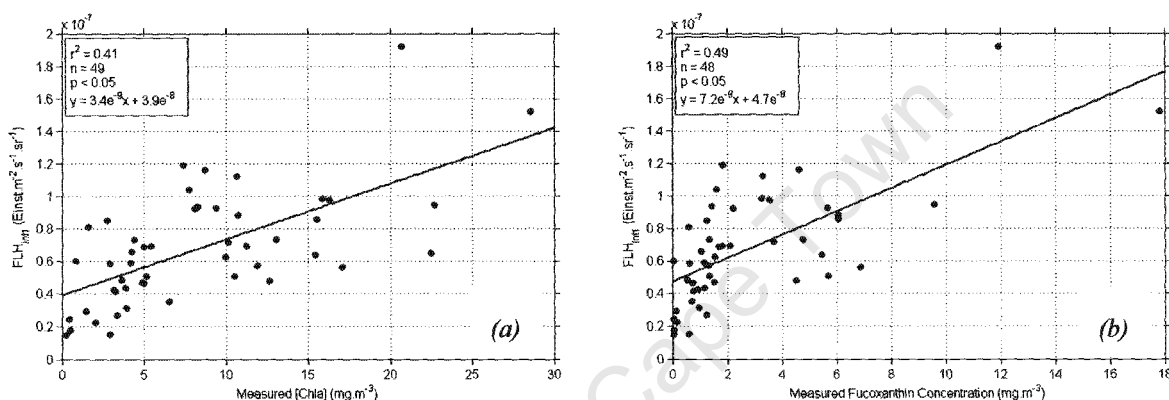 x 10⁻⁷
r² = 0.41
n = 49
p < 0.05
y = 3.4e⁻⁹x + 3.9e⁻⁸
2
1.8
1.6
1.4
1.2
1
0.8
0.6
0.4
0.2
0
FLH_int1 (Einst.m⁻².s⁻¹.sr⁻¹)
0 5 10 15 20 25 30
Measured [Chla] (mg.m⁻³)
(a)
x 10⁻⁷
r² = 0.49
n = 48
p < 0.05
y = 7.2e⁻⁹x + 4.7e⁻⁸
2
1.8
1.6
1.4
1.2
1
0.8
0.6
0.4
0.2
0
FLH_int1 (Einst.m⁻².s⁻¹.sr⁻¹)
0 2 4 6 8 10 12 14 16 18
Measured Fucoxanthin Concentration (mg.m⁻³)
(b)
Cape Town